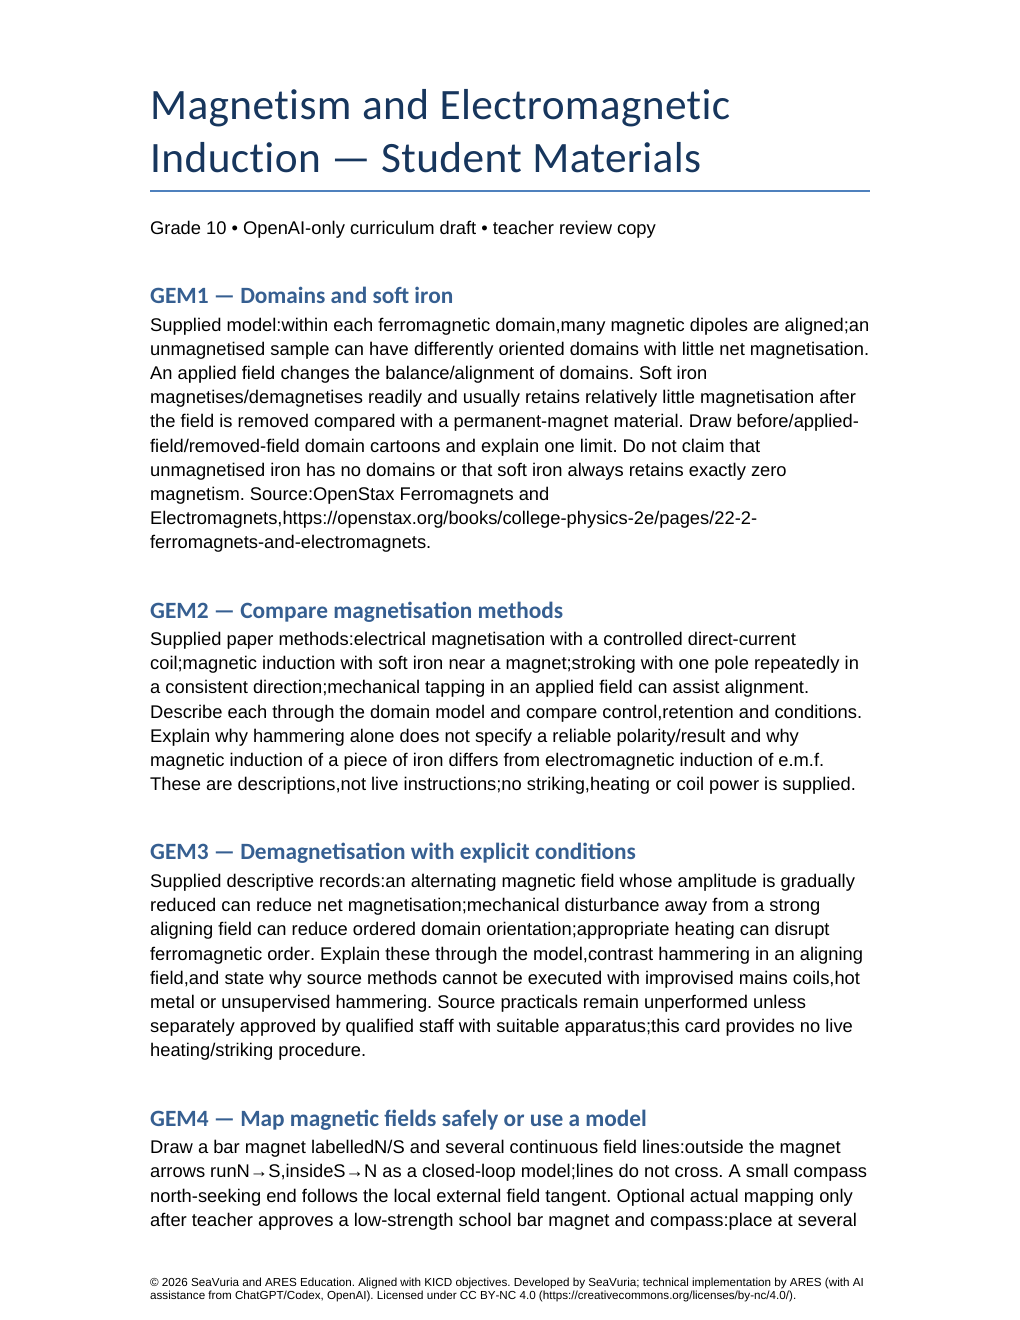 Magnetism and Electromagnetic
Induction — Student Materials
Grade 10 • OpenAI-only curriculum draft • teacher review copy
GEM1 — Domains and soft iron
Supplied model:within each ferromagnetic domain,many magnetic dipoles are aligned;an
unmagnetised sample can have differently oriented domains with little net magnetisation.
An applied field changes the balance/alignment of domains. Soft iron
magnetises/demagnetises readily and usually retains relatively little magnetisation after
the field is removed compared with a permanent-magnet material. Draw before/applied-
field/removed-field domain cartoons and explain one limit. Do not claim that
unmagnetised iron has no domains or that soft iron always retains exactly zero
magnetism. Source:OpenStax Ferromagnets and
Electromagnets,https://openstax.org/books/college-physics-2e/pages/22-2-
ferromagnets-and-electromagnets.
GEM2 — Compare magnetisation methods
Supplied paper methods:electrical magnetisation with a controlled direct-current
coil;magnetic induction with soft iron near a magnet;stroking with one pole repeatedly in
a consistent direction;mechanical tapping in an applied field can assist alignment.
Describe each through the domain model and compare control,retention and conditions.
Explain why hammering alone does not specify a reliable polarity/result and why
magnetic induction of a piece of iron differs from electromagnetic induction of e.m.f.
These are descriptions,not live instructions;no striking,heating or coil power is supplied.
GEM3 — Demagnetisation with explicit conditions
Supplied descriptive records:an alternating magnetic field whose amplitude is gradually
reduced can reduce net magnetisation;mechanical disturbance away from a strong
aligning field can reduce ordered domain orientation;appropriate heating can disrupt
ferromagnetic order. Explain these through the model,contrast hammering in an aligning
field,and state why source methods cannot be executed with improvised mains coils,hot
metal or unsupervised hammering. Source practicals remain unperformed unless
separately approved by qualified staff with suitable apparatus;this card provides no live
heating/striking procedure.
GEM4 — Map magnetic fields safely or use a model
Draw a bar magnet labelledN/S and several continuous field lines:outside the magnet
arrows runN→S,insideS→N as a closed-loop model;lines do not cross. A small compass
north-seeking end follows the local external field tangent. Optional actual mapping only
after teacher approves a low-strength school bar magnet and compass:place at several
© 2026 SeaVuria and ARES Education. Aligned with KICD objectives. Developed by SeaVuria; technical implementation by ARES (with AI
assistance from ChatGPT/Codex, OpenAI). Licensed under CC BY-NC 4.0 (https://creativecommons.org/licenses/by-nc/4.0/).